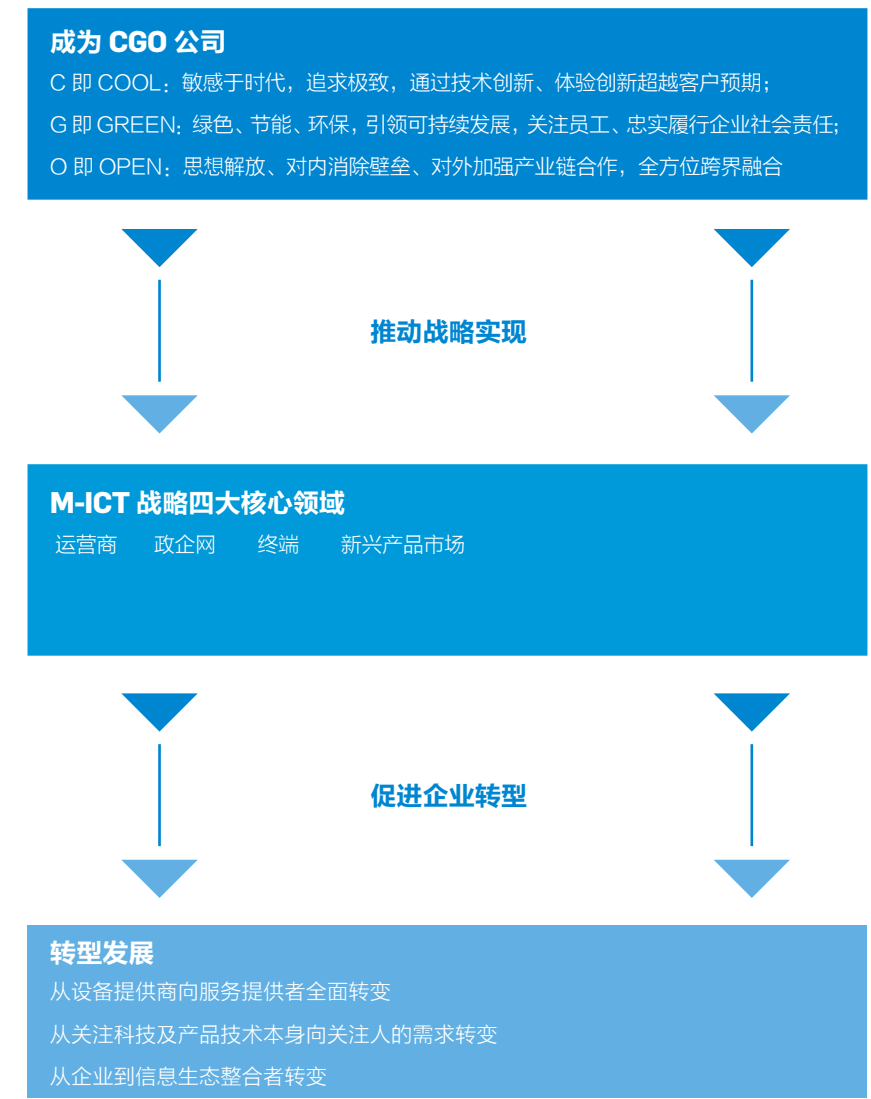 成为 CGO 公司
C 即 COOL：敏感于时代，追求极致，通过技术创新、体验创新超越客户预期；
G 即 GREEN：绿色、节能、环保，引领可持续发展，关注员工、忠实履行企业社会责任；
O 即 OPEN：思想解放、对内消除壁垒、对外加强产业链合作，全方位跨界融合
推动战略实现
M-ICT 战略四大核心领域
运营商 政企网 终端 新兴产品市场
促进企业转型
转型发展
从设备提供商向服务提供者全面转变
从关注科技及产品技术本身向关注人的需求转变
从企业到信息生态整合者转变